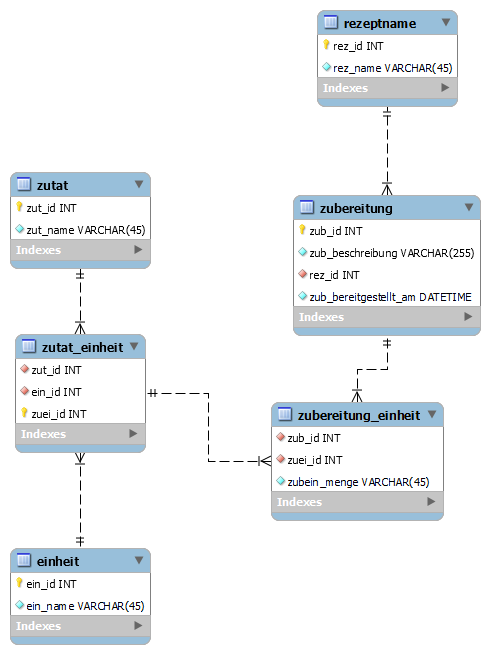 rezeptname
rez_id INT
rez_name VARCHAR(45)
Indexes
zutat
zut_id INT
zut_name VARCHAR(45)
Indexes
zubereitung
zub_id INT
zub_beschreibung VARCHAR(255)
rez_id INT
zub_bereitgestellt_am DATETIME
Indexes
zutat_einheit
zut_id INT
ein_id INT
zuei_id INT
Indexes
zubereitung_einheit
zub_id INT
zuei_id INT
zubein_menge VARCHAR(45)
Indexes
einheit
ein_id INT
ein_name VARCHAR(45)
Indexes